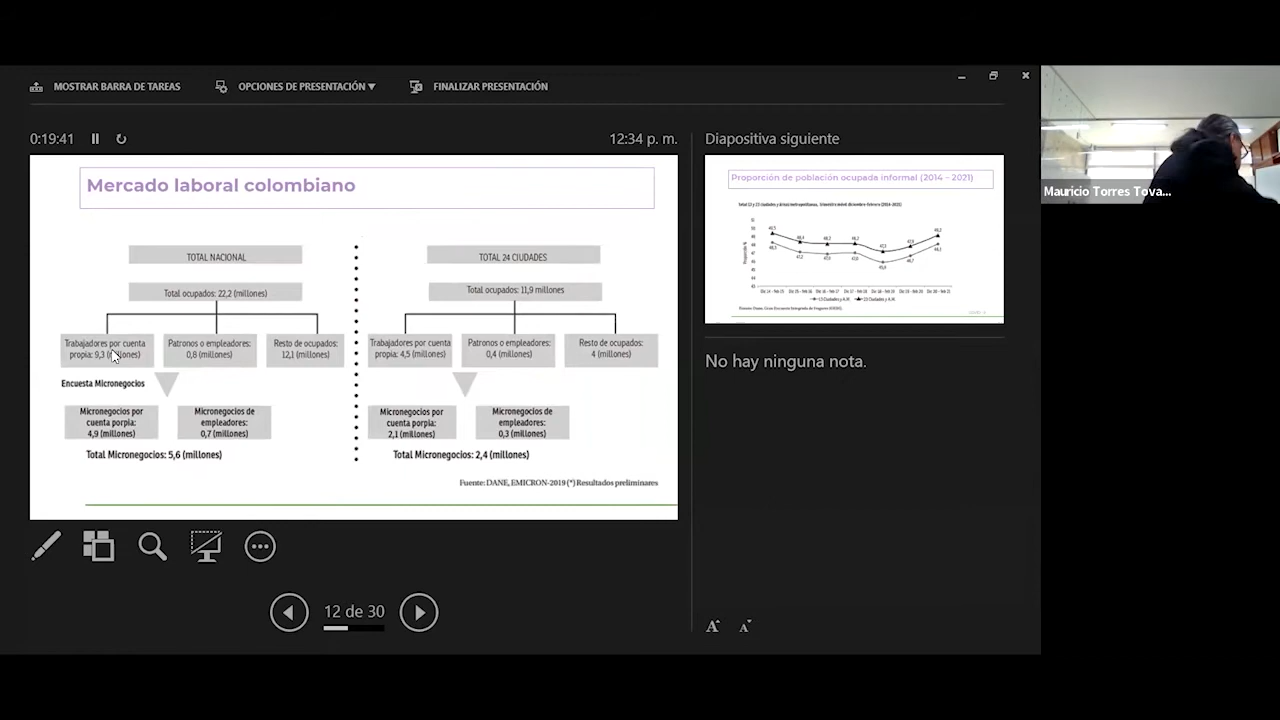 MOSTRAR BARRA DE TAREAS
OPCIONES DE PRESENTACIÓN
FINALIZAR PRESENTACIÓN
0:19:41
12:34 p. m.
Mercado laboral colombiano
TOTAL NACIONAL
Total ocupados: 22,2 (millones)
Trabajadores por cuenta
propia: 9,3 (millones)
Patronos o empleadores:
0,8 (millones)
Resto de ocupados:
12,1 (millones)
Encuesta Micronegocios
Micronegocios por
cuenta porpia:
4,9 (millones)
Micronegocios de
empleadores:
0,7 (millones)
Total Micronegocios: 5,6 (millones)
TOTAL 24 CIUDADES
Total ocupados: 11,9 millones
Trabajadores por cuenta
propia: 4,5 (millones)
Patronos o empleadores:
0,4 (millones)
Resto de ocupados:
4 (millones)
Micronegocios por
cuenta porpia:
2,1 (millones)
Micronegocios de
empleadores:
0,3 (millones)
Total Micronegocios: 2,4 (millones)
Fuente: DANE, EMICRON-2019 (*) Resultados preliminares
12 de 30
Diapositiva siguiente
Proporción de población ocupada informal (2014 - 2021)
No hay ninguna nota.
Mauricio Torres Tova...